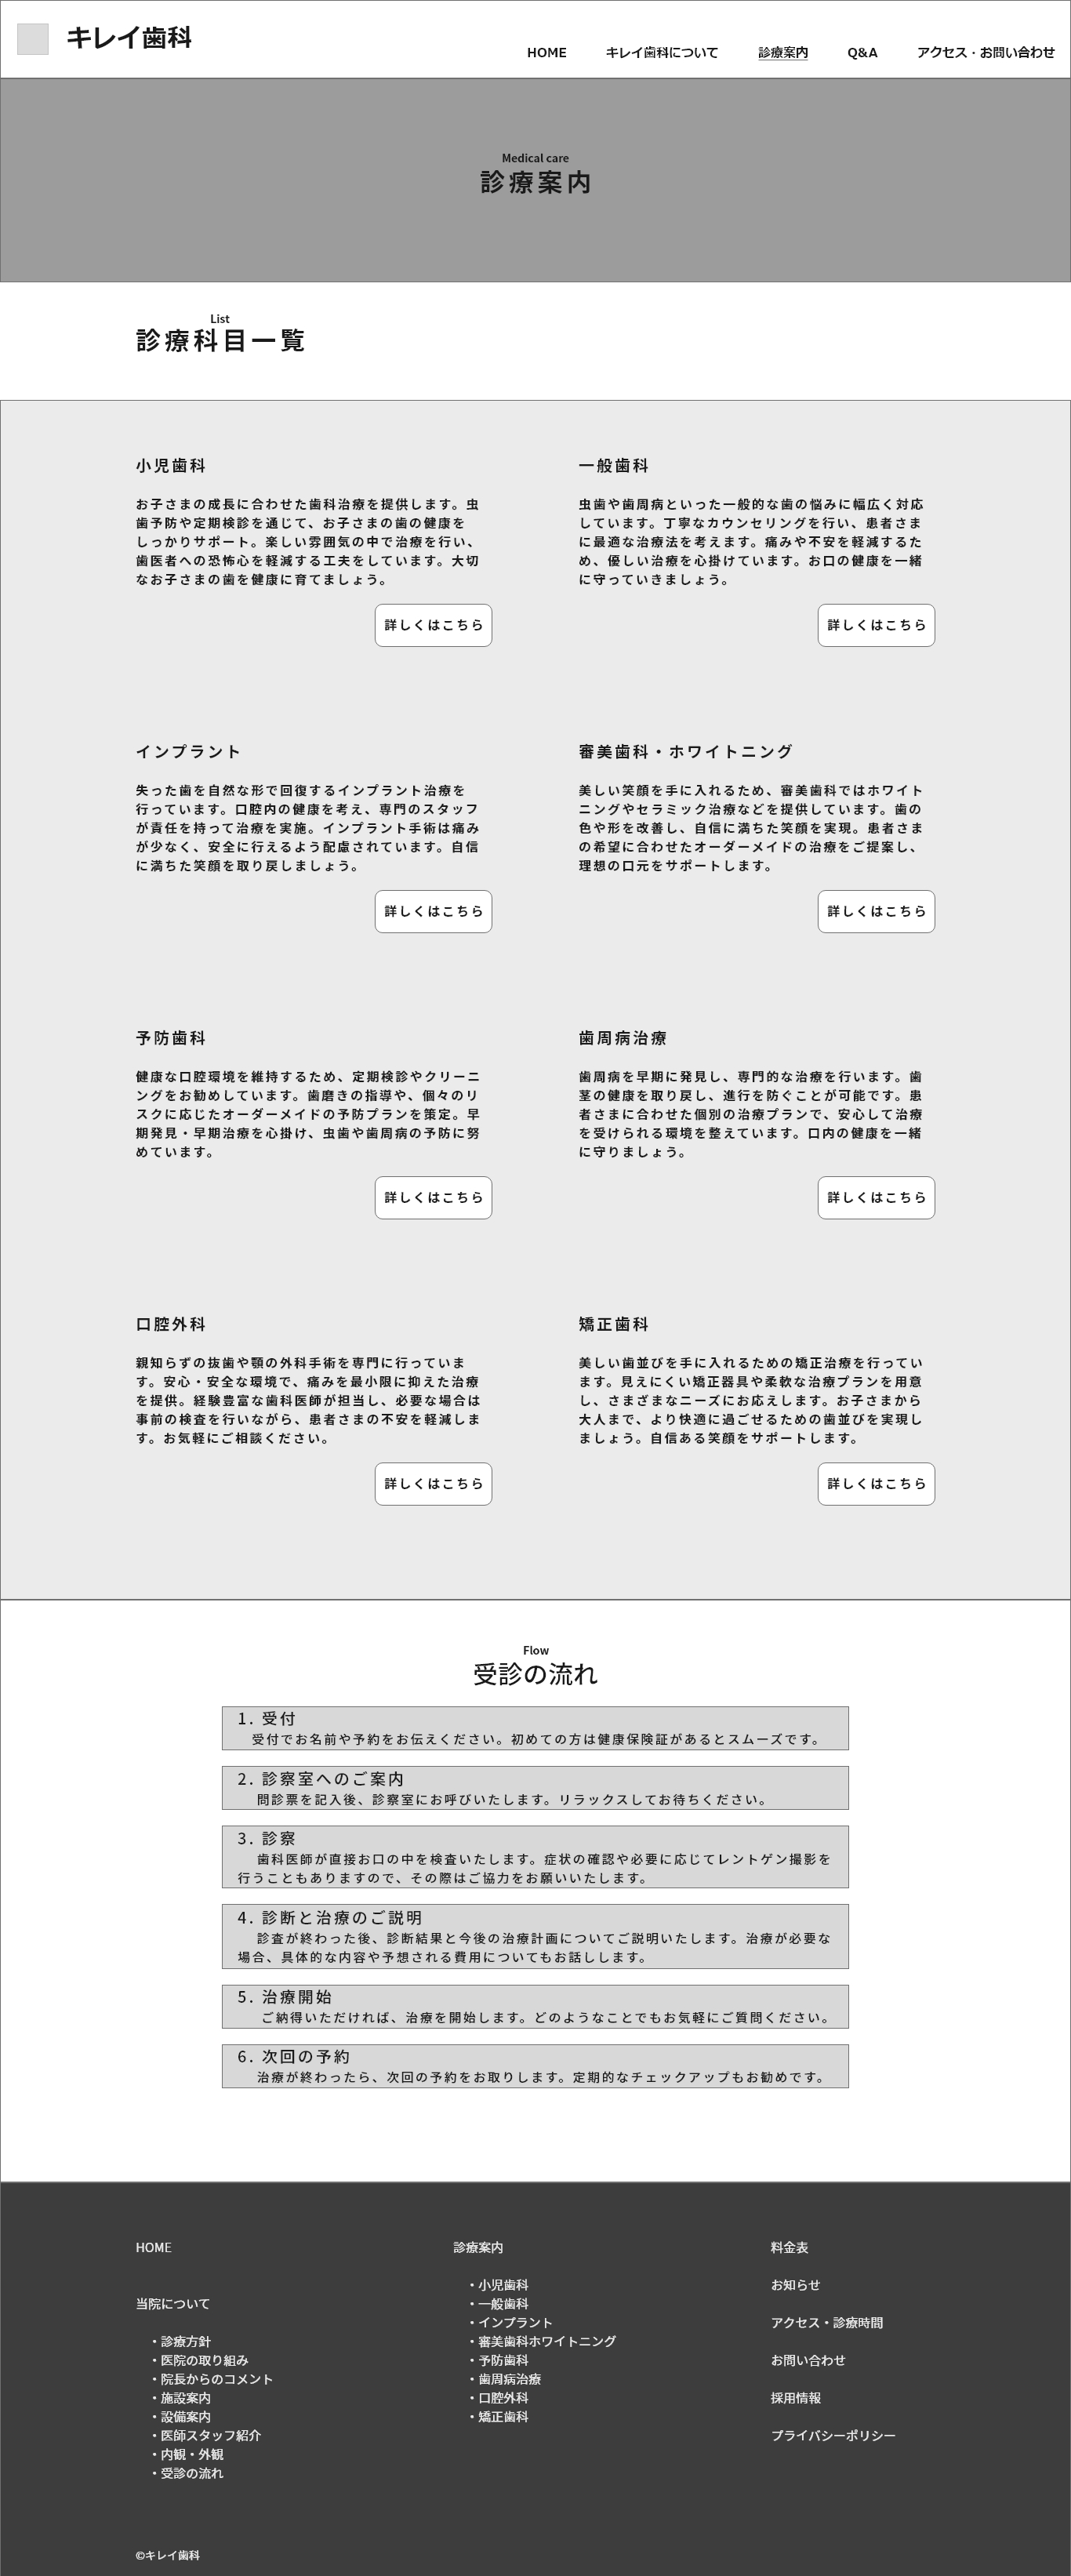 キレイ歯科
HOME
キレイ歯科について
診療案内
Q&A
アクセス・お問い合わせ
Medical care
診療案内
List
診療科目一覧
小児歯科
お子さまの成長に合わせた歯科治療を提供します。虫
歯予防や定期検診を通じて、お子さまの歯の健康を
しっかりサポート。楽しい雰囲気の中で治療を行い、
歯医者への恐怖心を軽減する工夫をしています。大切
なお子さまの歯を健康に育てましょう。
詳しくはこちら
一般歯科
虫歯や歯周病といった一般的な歯の悩みに幅広く対応
しています。丁寧なカウンセリングを行い、患者さま
に最適な治療法を考えます。痛みや不安を軽減するた
め、優しい治療を心掛けています。お口の健康を一緒
に守っていきましょう。
詳しくはこちら
インプラント
失った歯を自然な形で回復するインプラント治療を
行っています。口腔内の健康を考え、専門のスタッフ
が責任を持って治療を実施。インプラント手術は痛み
が少なく、安全に行えるよう配慮されています。自信
に満ちた笑顔を取り戻しましょう。
詳しくはこちら
審美歯科・ホワイトニング
美しい笑顔を手に入れるため、審美歯科ではホワイト
ニングやセラミック治療などを提供しています。歯の
色や形を改善し、自信に満ちた笑顔を実現。患者さま
の希望に合わせたオーダーメイドの治療をご提案し、
理想の口元をサポートします。
詳しくはこちら
予防歯科
健康な口腔環境を維持するため、定期検診やクリーニ
ングをお勧めしています。歯磨きの指導や、個々のリ
スクに応じたオーダーメイドの予防プランを策定。早
期発見・早期治療を心掛け、虫歯や歯周病の予防に努
めています。
詳しくはこちら
歯周病治療
歯周病を早期に発見し、専門的な治療を行います。歯
茎の健康を取り戻し、進行を防ぐことが可能です。患
者さまに合わせた個別の治療プランで、安心して治療
を受けられる環境を整えています。口内の健康を一緒
に守りましょう。
詳しくはこちら
口腔外科
親知らずの抜歯や顎の外科手術を専門に行っていま
す。安心・安全な環境で、痛みを最小限に抑えた治療
を提供。経験豊富な歯科医師が担当し、必要な場合は
事前の検査を行いながら、患者さまの不安を軽減しま
す。お気軽にご相談ください。
詳しくはこちら
矯正歯科
美しい歯並びを手に入れるための矯正治療を行ってい
ます。見えにくい矯正器具や柔軟な治療プランを用意
し、さまざまなニーズにお応えします。お子さまから
大人まで、より快適に過ごせるための歯並びを実現し
ましょう。自信ある笑顔をサポートします。
詳しくはこちら
Flow
受診の流れ
1. 受付
受付でお名前や予約をお伝えください。初めての方は健康保険証があるとスムーズです。
2. 診察室へのご案内
問診票を記入後、診察室にお呼びいたします。リラックスしてお待ちください。
3. 診察
歯科医師が直接お口の中を検査いたします。症状の確認や必要に応じてレントゲン撮影を
行うこともありますので、その際はご協力をお願いいたします。
4. 診断と治療のご説明
診査が終わった後、診断結果と今後の治療計画についてご説明いたします。治療が必要な
場合、具体的な内容や予想される費用についてもお話しします。
5. 治療開始
ご納得いただければ、治療を開始します。どのようなことでもお気軽にご質問ください。
6. 次回の予約
治療が終わったら、次回の予約をお取りします。定期的なチェックアップもお勧めです。
HOME
当院について
・診療方針
・医院の取り組み
・院長からのコメント
・施設案内
・設備案内
・医師スタッフ紹介
・内観・外観
・受診の流れ
診療案内
・小児歯科
・一般歯科
・インプラント
・審美歯科ホワイトニング
・予防歯科
・歯周病治療
・口腔外科
・矯正歯科
料金表
お知らせ
アクセス・診療時間
お問い合わせ
採用情報
プライバシーポリシー
©キレイ歯科